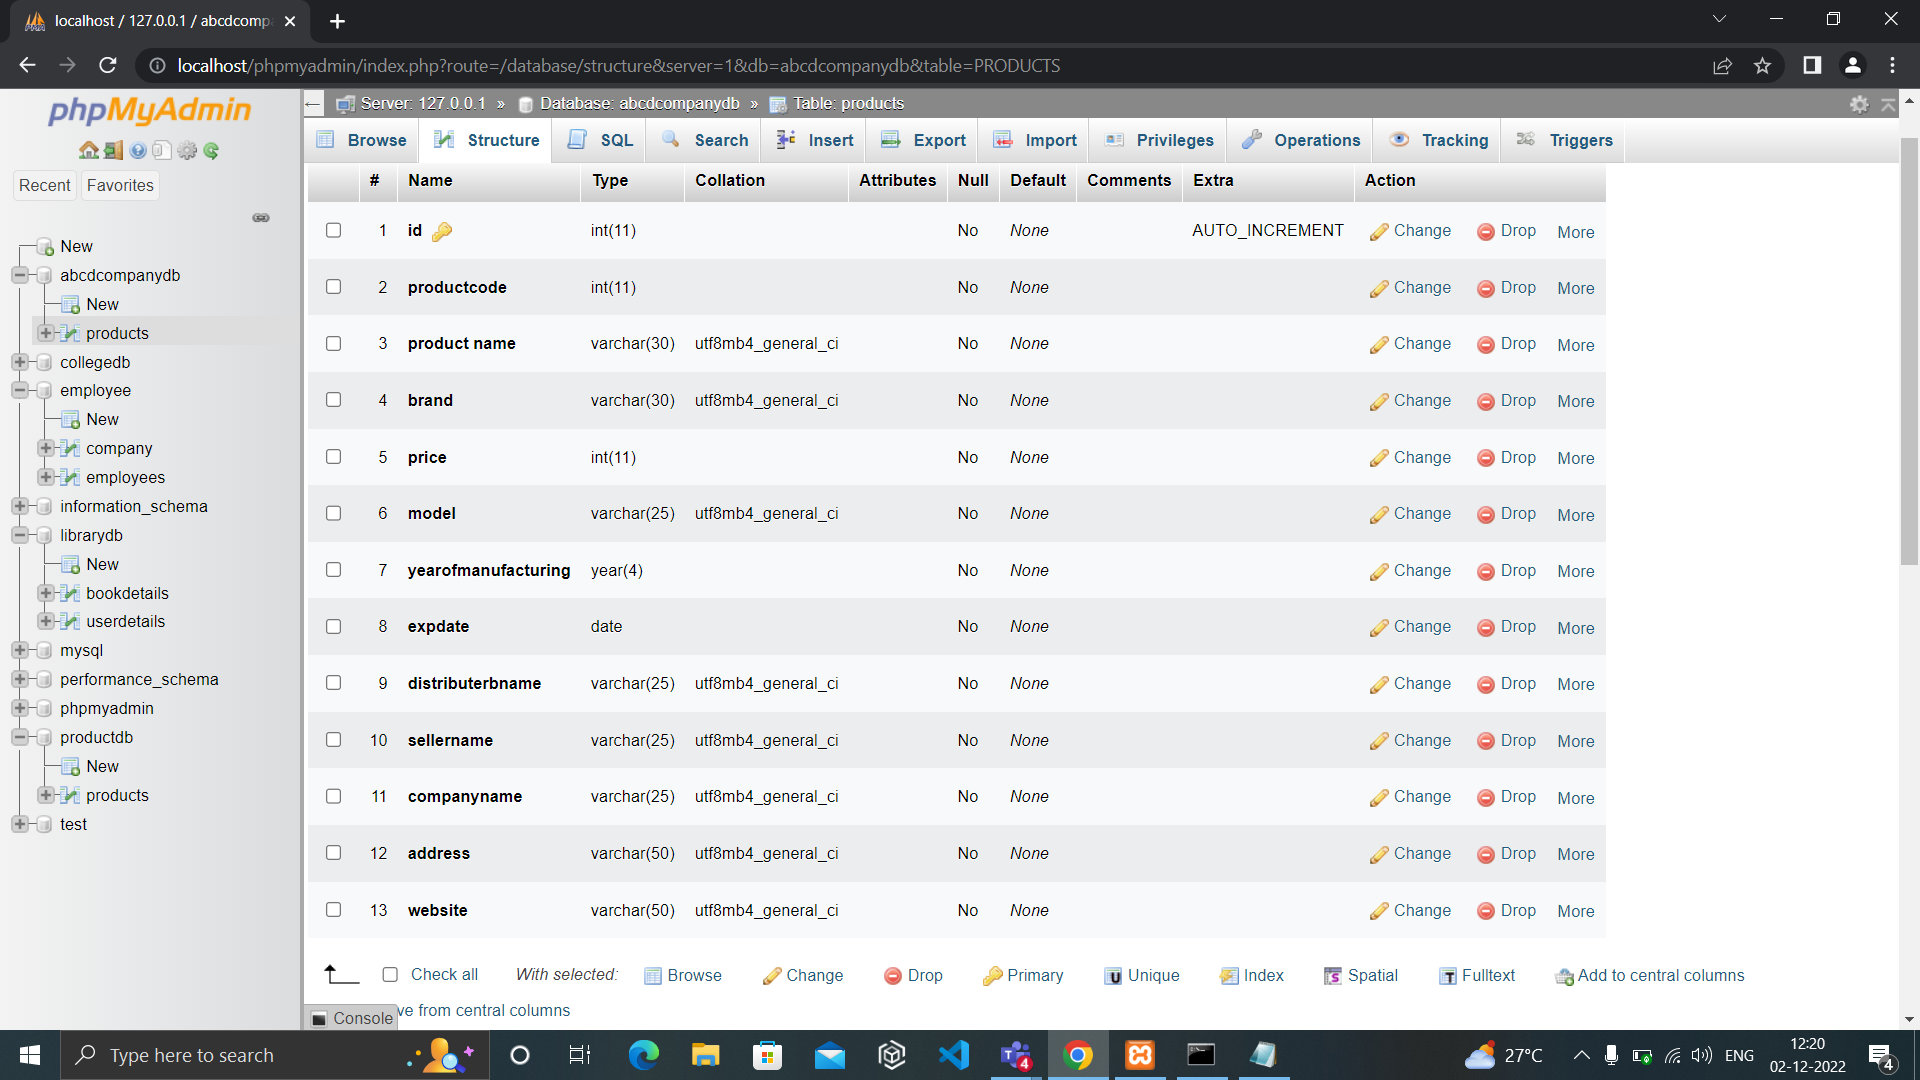 localhost / 127.0.0.1 / abcdcompa
localhost/phpmyadmin/index.php?route=/database/structure&server=1&db=abcdcompanydb&table=PRODUCTS
phpMyAdmin
Recent Favorites
New
abcdcompanydb
New
products
collegedb
employee
New
company
employees
information_schema
librarydb
New
bookdetails
userdetails
mysql
performance_schema
phpmyadmin
productdb
New
products
test
Server: 127.0.0.1 » Database: abcdcompanydb » Table: products
Browse Structure SQL Search Insert Export Import Privileges Operations Tracking Triggers
# Name Type Collation Attributes Null Default Comments Extra Action
1 id int(11) No None AUTO_INCREMENT Change Drop More
2 productcode int(11) No None Change Drop More
3 product name varchar(30) utf8mb4_general_ci No None Change Drop More
4 brand varchar(30) utf8mb4_general_ci No None Change Drop More
5 price int(11) No None Change Drop More
6 model varchar(25) utf8mb4_general_ci No None Change Drop More
7 yearofmanufacturing year(4) No None Change Drop More
8 expdate date No None Change Drop More
9 distributerbname varchar(25) utf8mb4_general_ci No None Change Drop More
10 sellername varchar(25) utf8mb4_general_ci No None Change Drop More
11 companyname varchar(25) utf8mb4_general_ci No None Change Drop More
12 address varchar(50) utf8mb4_general_ci No None Change Drop More
13 website varchar(50) utf8mb4_general_ci No None Change Drop More
Check all With selected: Browse Change Drop Primary Unique Index Spatial Fulltext Add to central columns
ve from central columns
Console
Type here to search
4
27°C
ENG
12:20
02-12-2022
4